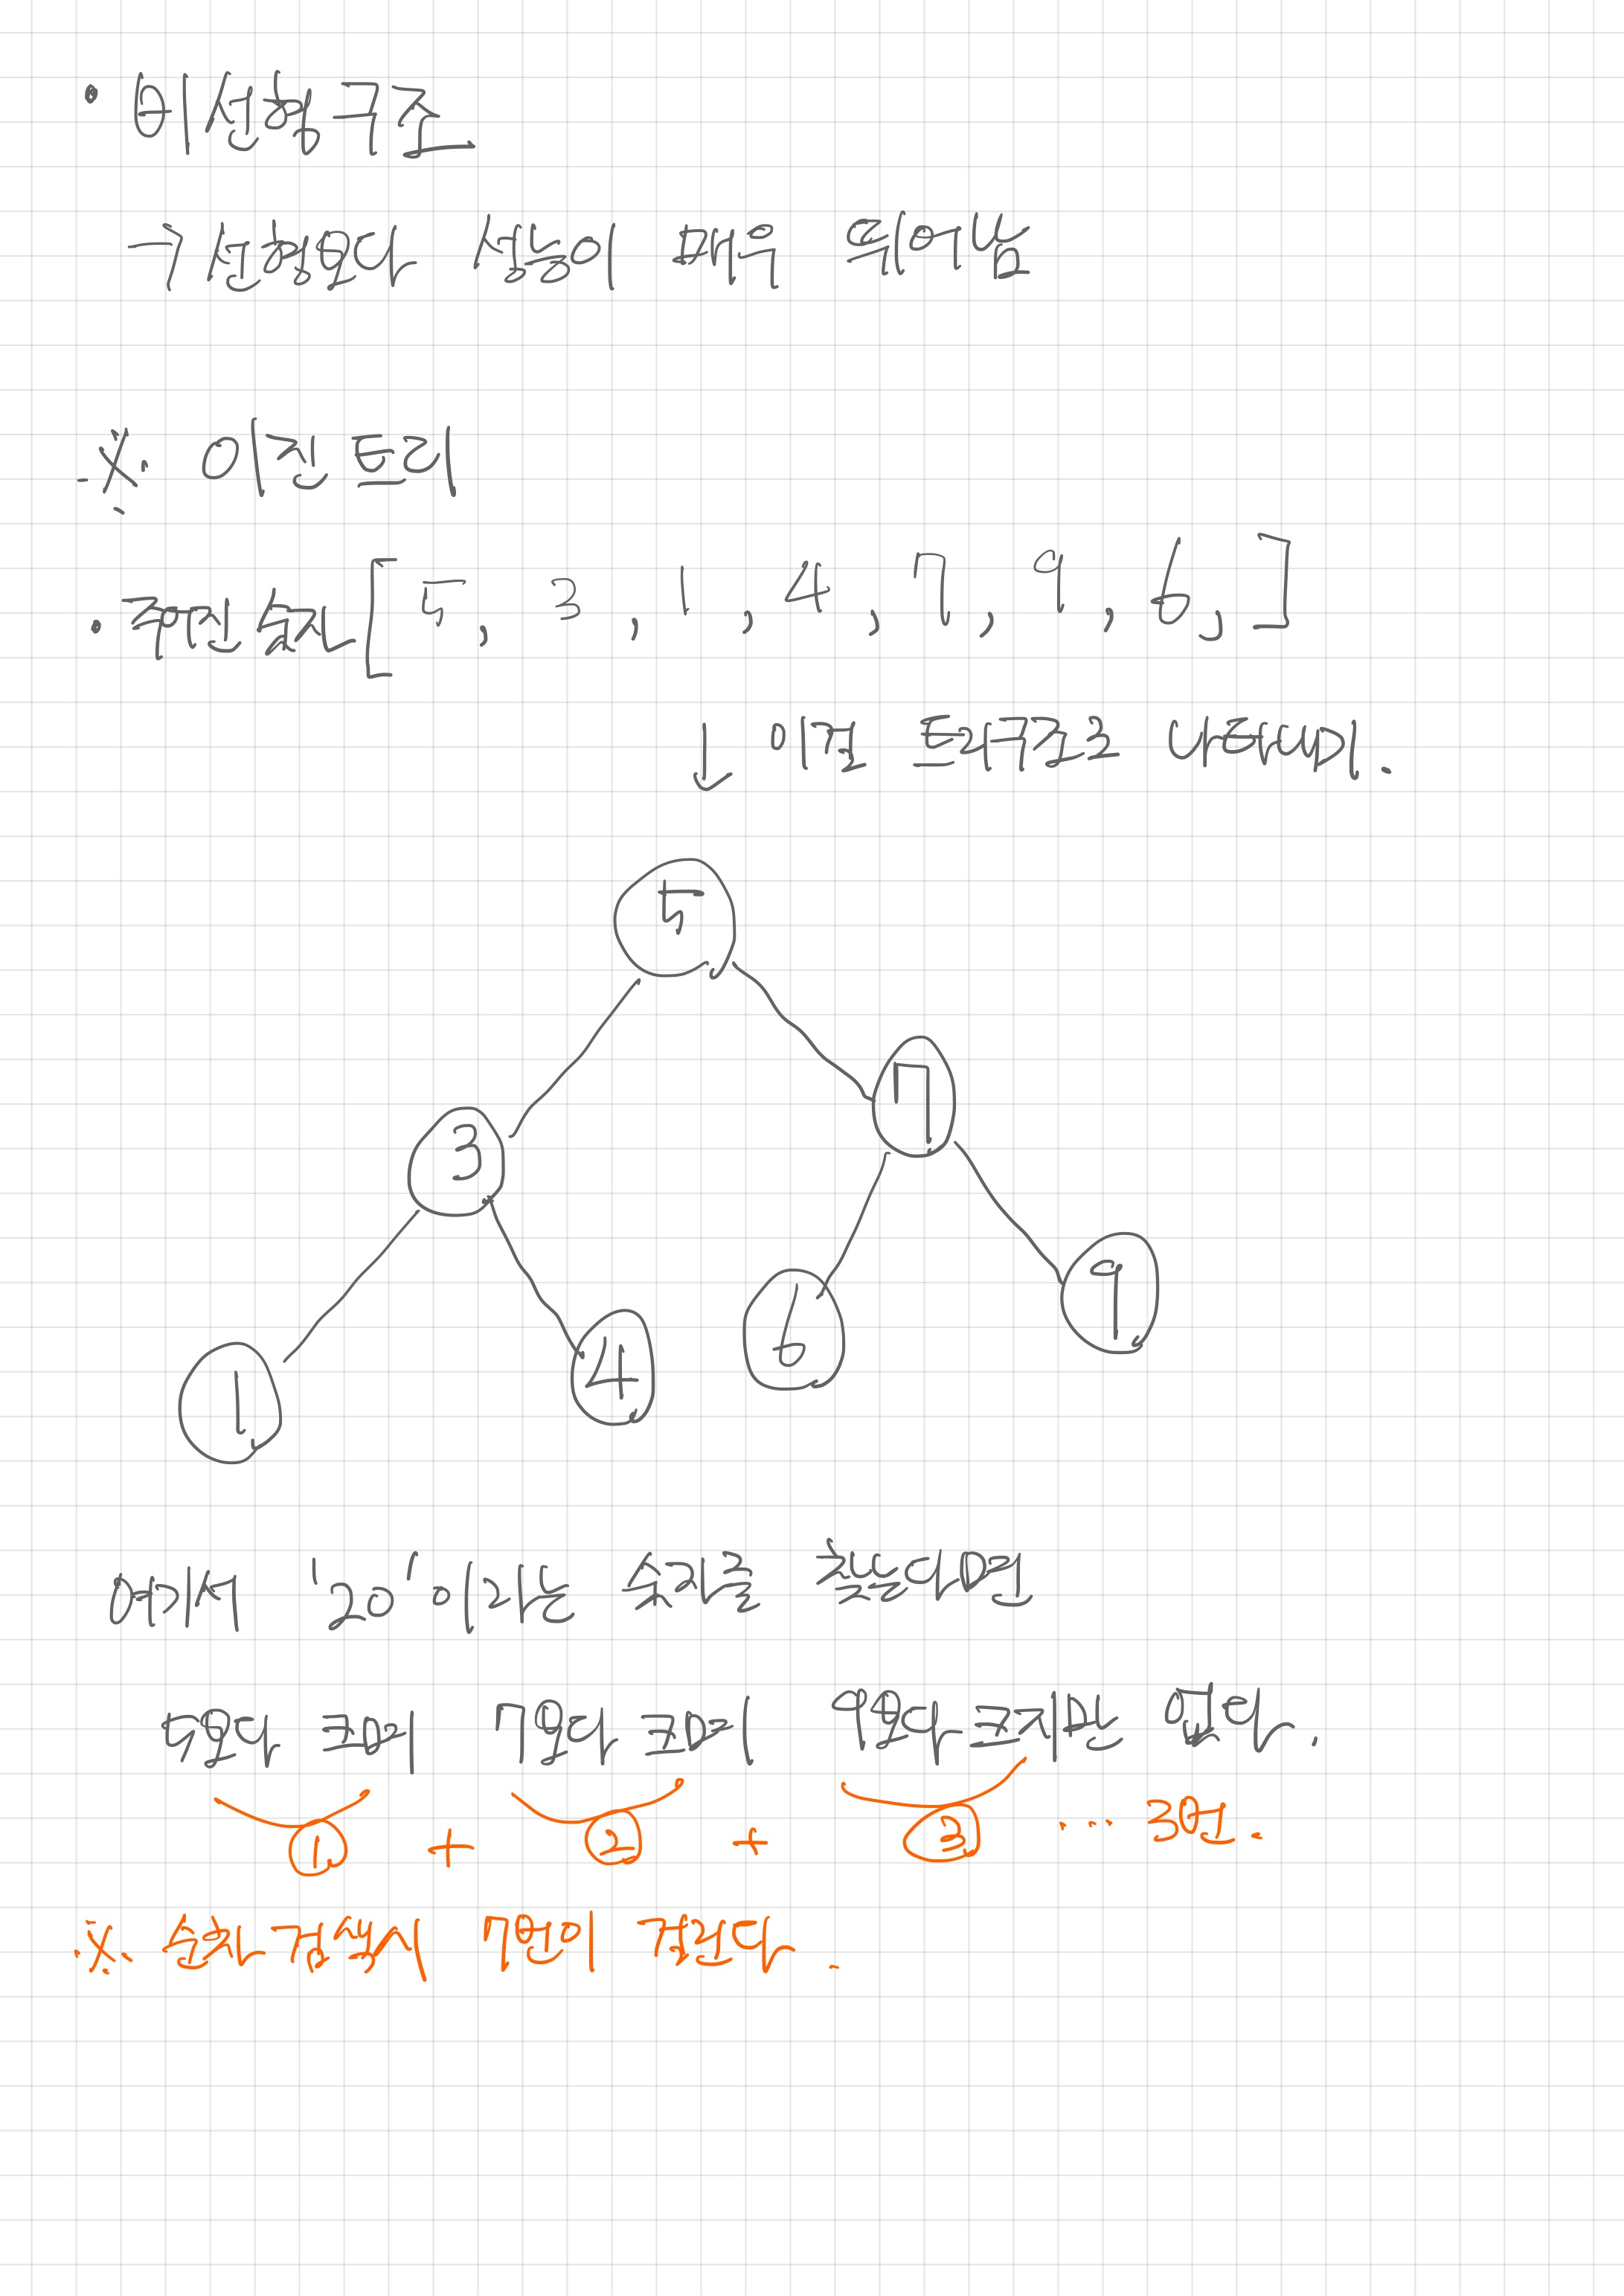 • 비선형구조.
→ 선형보다 성능이 매우 뛰어남
※. 이진트리
• 주어진 숫자 [ 5, 3, 1, 4, 7, 9, 6, ]
↓ 이걸 트리구조로 나타내며.
5
3 7
1 4 6 9
여기서 '20'이라는 숫자를 찾는다면
5보다 크며 7보다 크며 9보다 크지만 없다.
① + ② + ③ ... 3번.
※. 순차 검색시 7번이 걸린다.